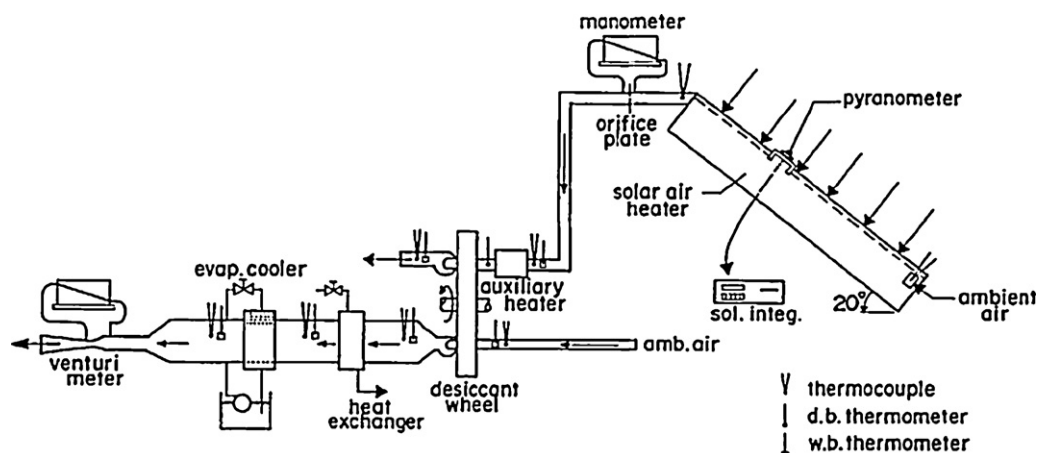 manometer
orifice
plate
pyranometer
solar air
heater
evap. cooler
auxiliary
heater
sol. integ.
20°
ambient
air
venturi
meter
heat
exchanger
desiccant
wheel
amb. air
thermocouple
d.b. thermometer
w.b. thermometer